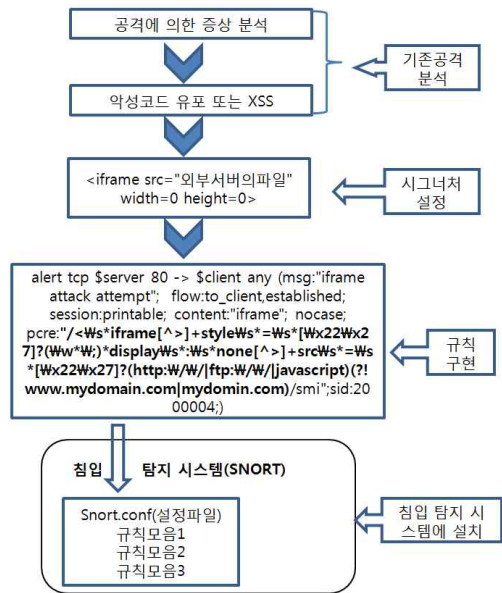 공격에 의한 증상 분석
기존공격
분석
악성코드 유포 또는 XSS
<iframe src="외부서버의파일"
width=0 height=0>
시그너처
설정
alert tcp $server 80 -> $client any (msg:"iframe
attack attempt"; flow:to_client,established;
session:printable; content:"iframe"; nocase;
pcre:"/<₩s*iframe[^>]+style₩s*=₩s*[₩x22₩x2
7]?(₩w*₩;)*display₩s*:₩s*none[^>]+src₩s*=₩s
*[₩x22₩x27]?(http:₩/₩/|ftp:₩/₩/|javascript)(?!
www.mydomain.com|mydomin.com)/smi";sid:2
000004;)
규칙
구현
침입 탐지 시스템(SNORT)
Snort.conf(설정파일)
규칙모음1
규칙모음2
규칙모음3
침입 탐지 시
스템에 설치